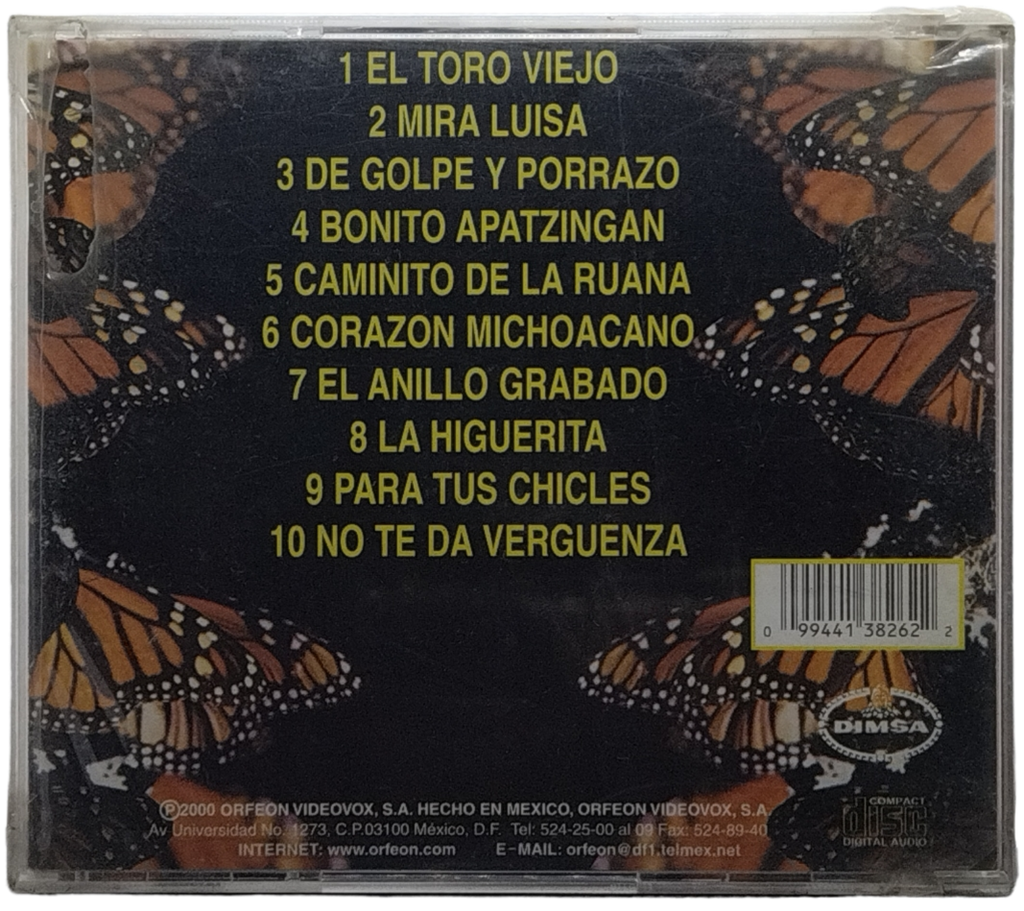 1 EL TORO VIEJO
2 MIRA LUISA
3 DE GOLPE Y PORRAZO
4 BONITO APATZINGAN
5 CAMINITO DE LA RUANA
6 CORAZON MICHOACANO
7 EL ANILLO GRABADO
8 LA HIGUERITA
9 PARA TUS CHICLES
10 NO TE DA VERGUENZA
0 99441 38262 2
DIMSA
℗2000 ORFEON VIDEOVOX, S.A. HECHO EN MEXICO, ORFEON VIDEOVOX, S.A.
Av Universidad No. 1273, C.P.03100 México, D.F. Tel: 524-25-00 al 09 Fax: 524-89-40
INTERNET: www.orfeon.com E-MAIL: orfeon@df1.telmex.net
COMPACT
disc
DIGITAL AUDIO